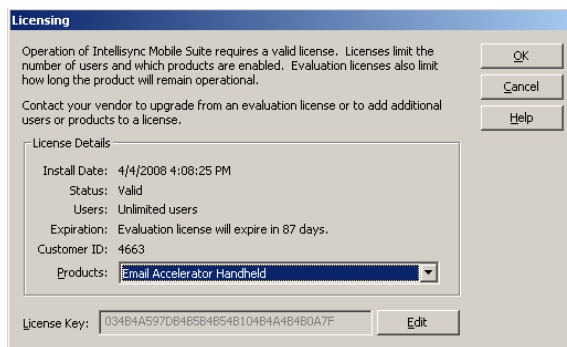 Licensing
Operation of Intellisync Mobile Suite requires a valid license. Licenses limit the
number of users and which products are enabled. Evaluation licenses also limit
how long the product will remain operational.
Contact your vendor to upgrade from an evaluation license or to add additional
users or products to a license.
OK
Cancel
Help
License Details
Install Date: 4/4/2008 4:08:25 PM
Status: Valid
Users: Unlimited users
Expiration: Evaluation license will expire in 87 days.
Customer ID: 4663
Products: Email Accelerator Handheld
License Key: 034B4A597DB4B5B4B54B104B4A4B4B0A7F Edit